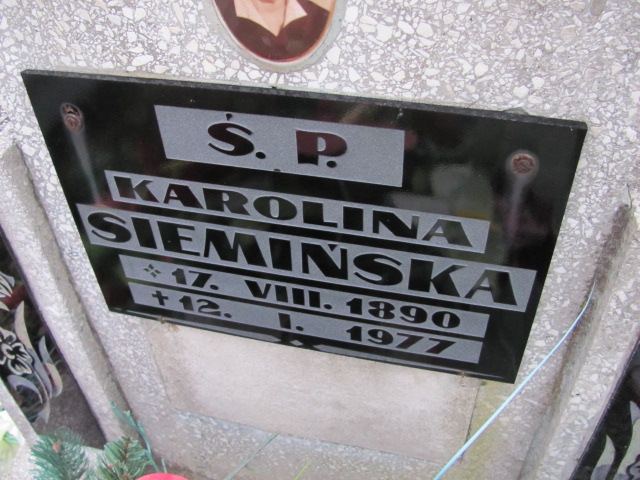 Ś. P.
KAROLINA
SIEMIŃSKA
17. VIII. 1890
✝ 12. I. 1977